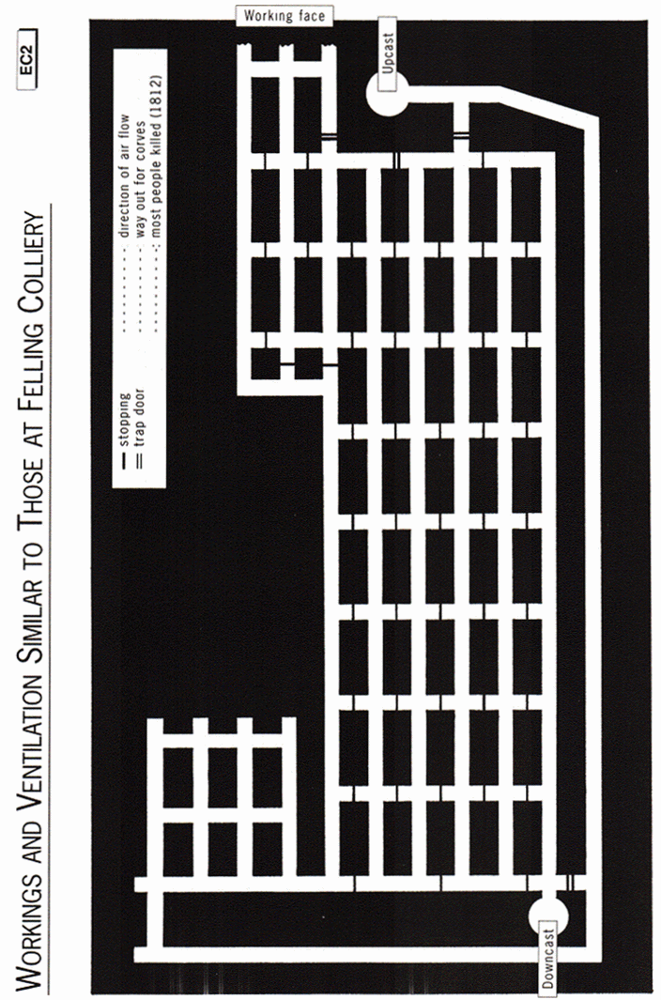 WORKINGS AND VENTILATION SIMILAR TO THOSE AT FELLING COLLIERY
EC2
stopping
trap door
direction of air flow
way out for corves
most people killed (1812)
Working face
Upcast
Downcast